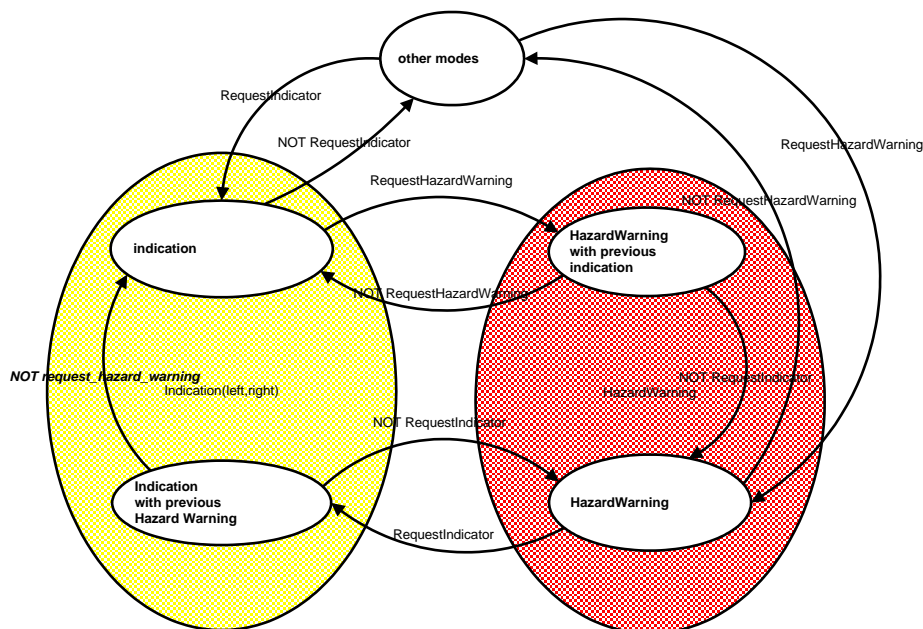 other modes
RequestIndicator
NOT RequestIndicator
RequestHazardWarning
RequestHazardWarning
NOT RequestHazardWarning
indication
HazardWarning
with previous
indication
NOT RequestHazardWarning
NOT request_hazard_warning
Indication(left,right)
NOT RequestIndicator
HazardWarning
NOT RequestIndicator
Indication
with previous
Hazard Warning
HazardWarning
RequestIndicator